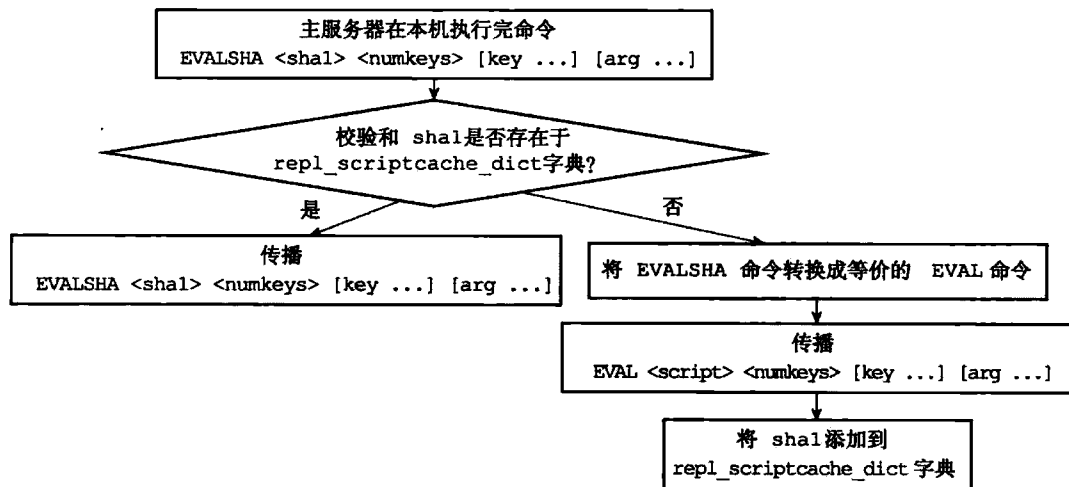 主服务器在本机执行完命令
EVALSHA <sha1> <numkeys> [key ...] [arg ...]
校验和 sha1是否存在于
repl_scriptcache_dict字典?
是
否
传播
EVALSHA <sha1> <numkeys> [key ...] [arg ...]
将 EVALSHA 命令转换成等价的 EVAL 命令
传播
EVAL <script> <numkeys> [key ...] [arg ...]
将 sha1添加到
repl_scriptcache_dict 字典